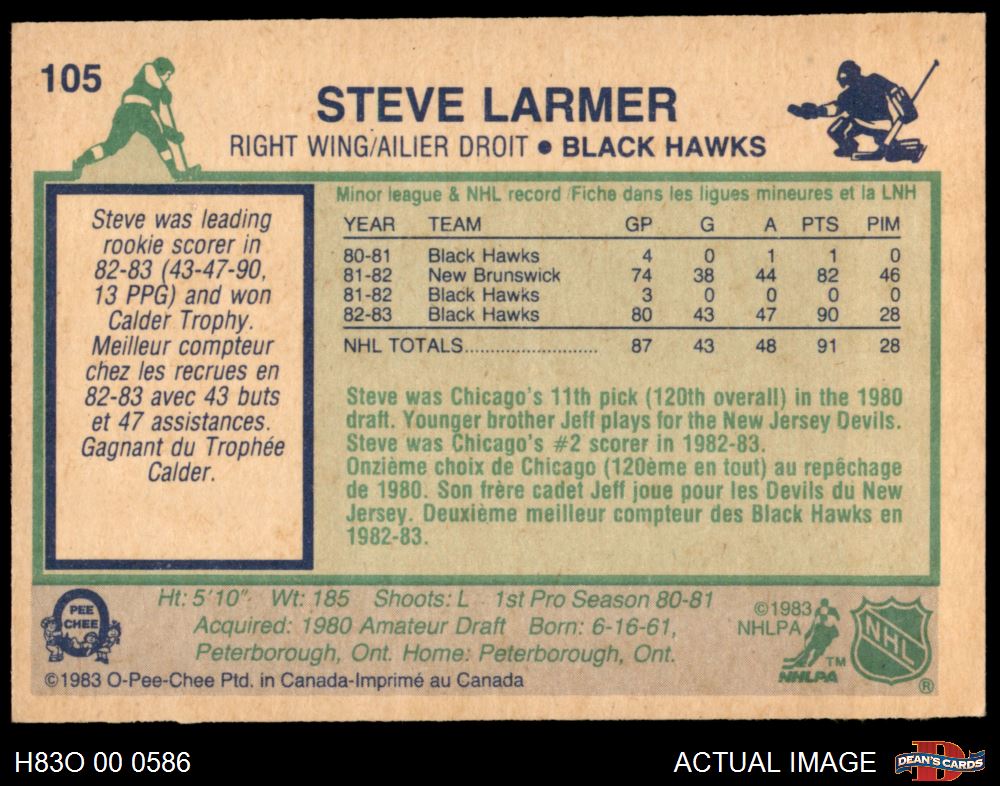 105
STEVE LARMER
RIGHT WING/AILIER DROIT • BLACK HAWKS
Steve was leading
rookie scorer in
82-83 (43-47-90,
13 PPG) and won
Calder Trophy.
Meilleur compteur
chez les recrues en
82-83 avec 43 buts
et 47 assistances.
Gagnant du Trophée
Calder.
Minor league & NHL record/Fiche dans les ligues mineures et la LNH
YEAR TEAM GP G A PTS PIM
80-81 Black Hawks 4 0 1 1 0
81-82 New Brunswick 74 38 44 82 46
81-82 Black Hawks 3 0 0 0 0
82-83 Black Hawks 80 43 47 90 28
NHL TOTALS........................... 87 43 48 91 28
Steve was Chicago's 11th pick (120th overall) in the 1980
draft. Younger brother Jeff plays for the New Jersey Devils.
Steve was Chicago's #2 scorer in 1982-83.
Onzième choix de Chicago (120ème en tout) au repêchage
de 1980. Son frère cadet Jeff joue pour les Devils du New
Jersey. Deuxième meilleur compteur des Black Hawks en
1982-83.
O
PEE
CHEE
Ht: 5'10". Wt: 185 Shoots: L 1st Pro Season 80-81
Acquired: 1980 Amateur Draft Born: 6-16-61,
Peterborough, Ont. Home: Peterborough, Ont.
©1983 O-Pee-Chee Ptd. in Canada-Imprimé au Canada
©1983
NHLPA
TM
NHLPA
NHL
®
H83O 00 0586
ACTUAL IMAGE
D
DEAN'S CARDS